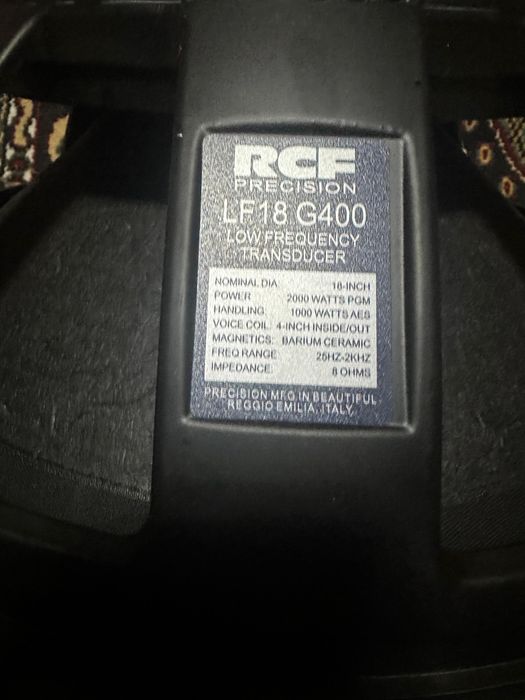 RCF
PRECISION
LF18 G400
LOW FREQUENCY
TRANSDUCER
NOMINAL DIA 18-INCH
POWER 2000 WATTS PGM
HANDLING: 1000 WATTS AES
VOICE COIL: 4-INCH INSIDE/OUT
MAGNETICS: BARIUM CERAMIC
FREQ RANGE 25HZ-2KHZ
IMPEDANCE: 8 OHMS
PRECISION MFG IN BEAUTIFUL
REGGIO EMILIA, ITALY